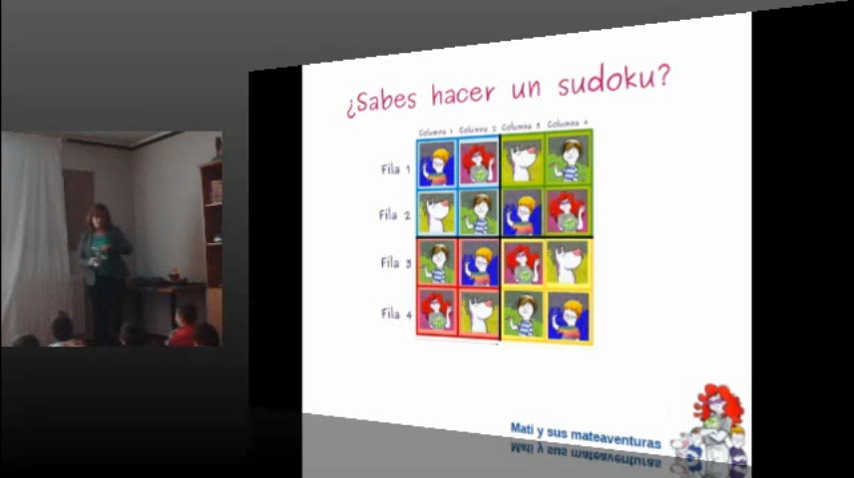 ¿Sabes hacer un sudoku?
Columna 1 Columna 2 Columna 3 Columna 4
Fila 1
Fila 2
Fila 3
Fila 4
Mati y sus mateaventuras